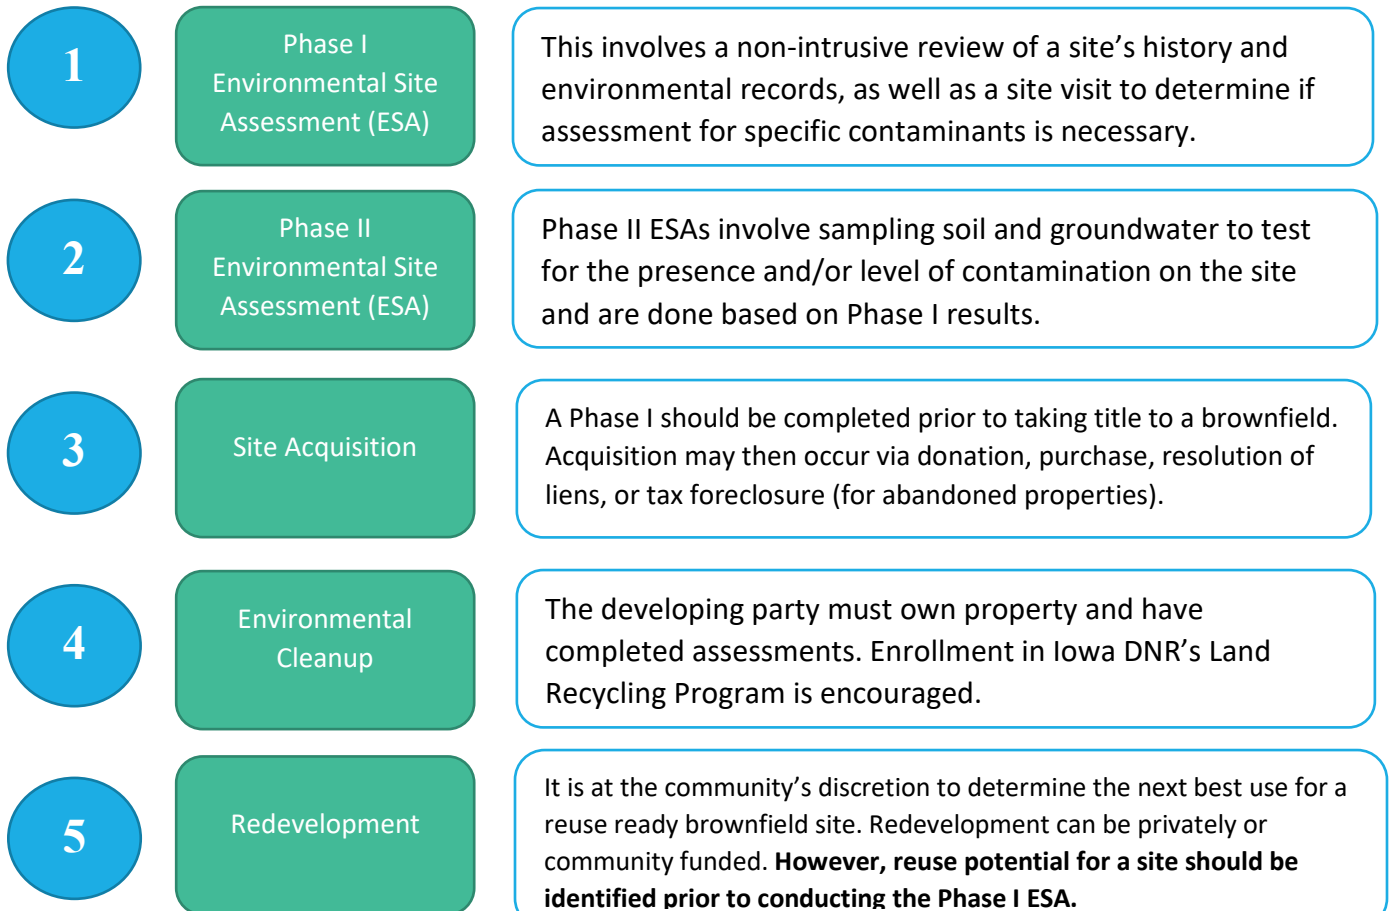 1
Phase I
Environmental Site
Assessment (ESA)
This involves a non-intrusive review of a site’s history and
environmental records, as well as a site visit to determine if
assessment for specific contaminants is necessary.
2
Phase II
Environmental Site
Assessment (ESA)
Phase II ESAs involve sampling soil and groundwater to test
for the presence and/or level of contamination on the site
and are done based on Phase I results.
3
Site Acquisition
A Phase I should be completed prior to taking title to a brownfield.
Acquisition may then occur via donation, purchase, resolution of
liens, or tax foreclosure (for abandoned properties).
4
Environmental
Cleanup
The developing party must own property and have
completed assessments. Enrollment in Iowa DNR’s Land
Recycling Program is encouraged.
5
Redevelopment
It is at the community’s discretion to determine the next best use for a
reuse ready brownfield site. Redevelopment can be privately or
community funded. However, reuse potential for a site should be
identified prior to conducting the Phase I ESA.